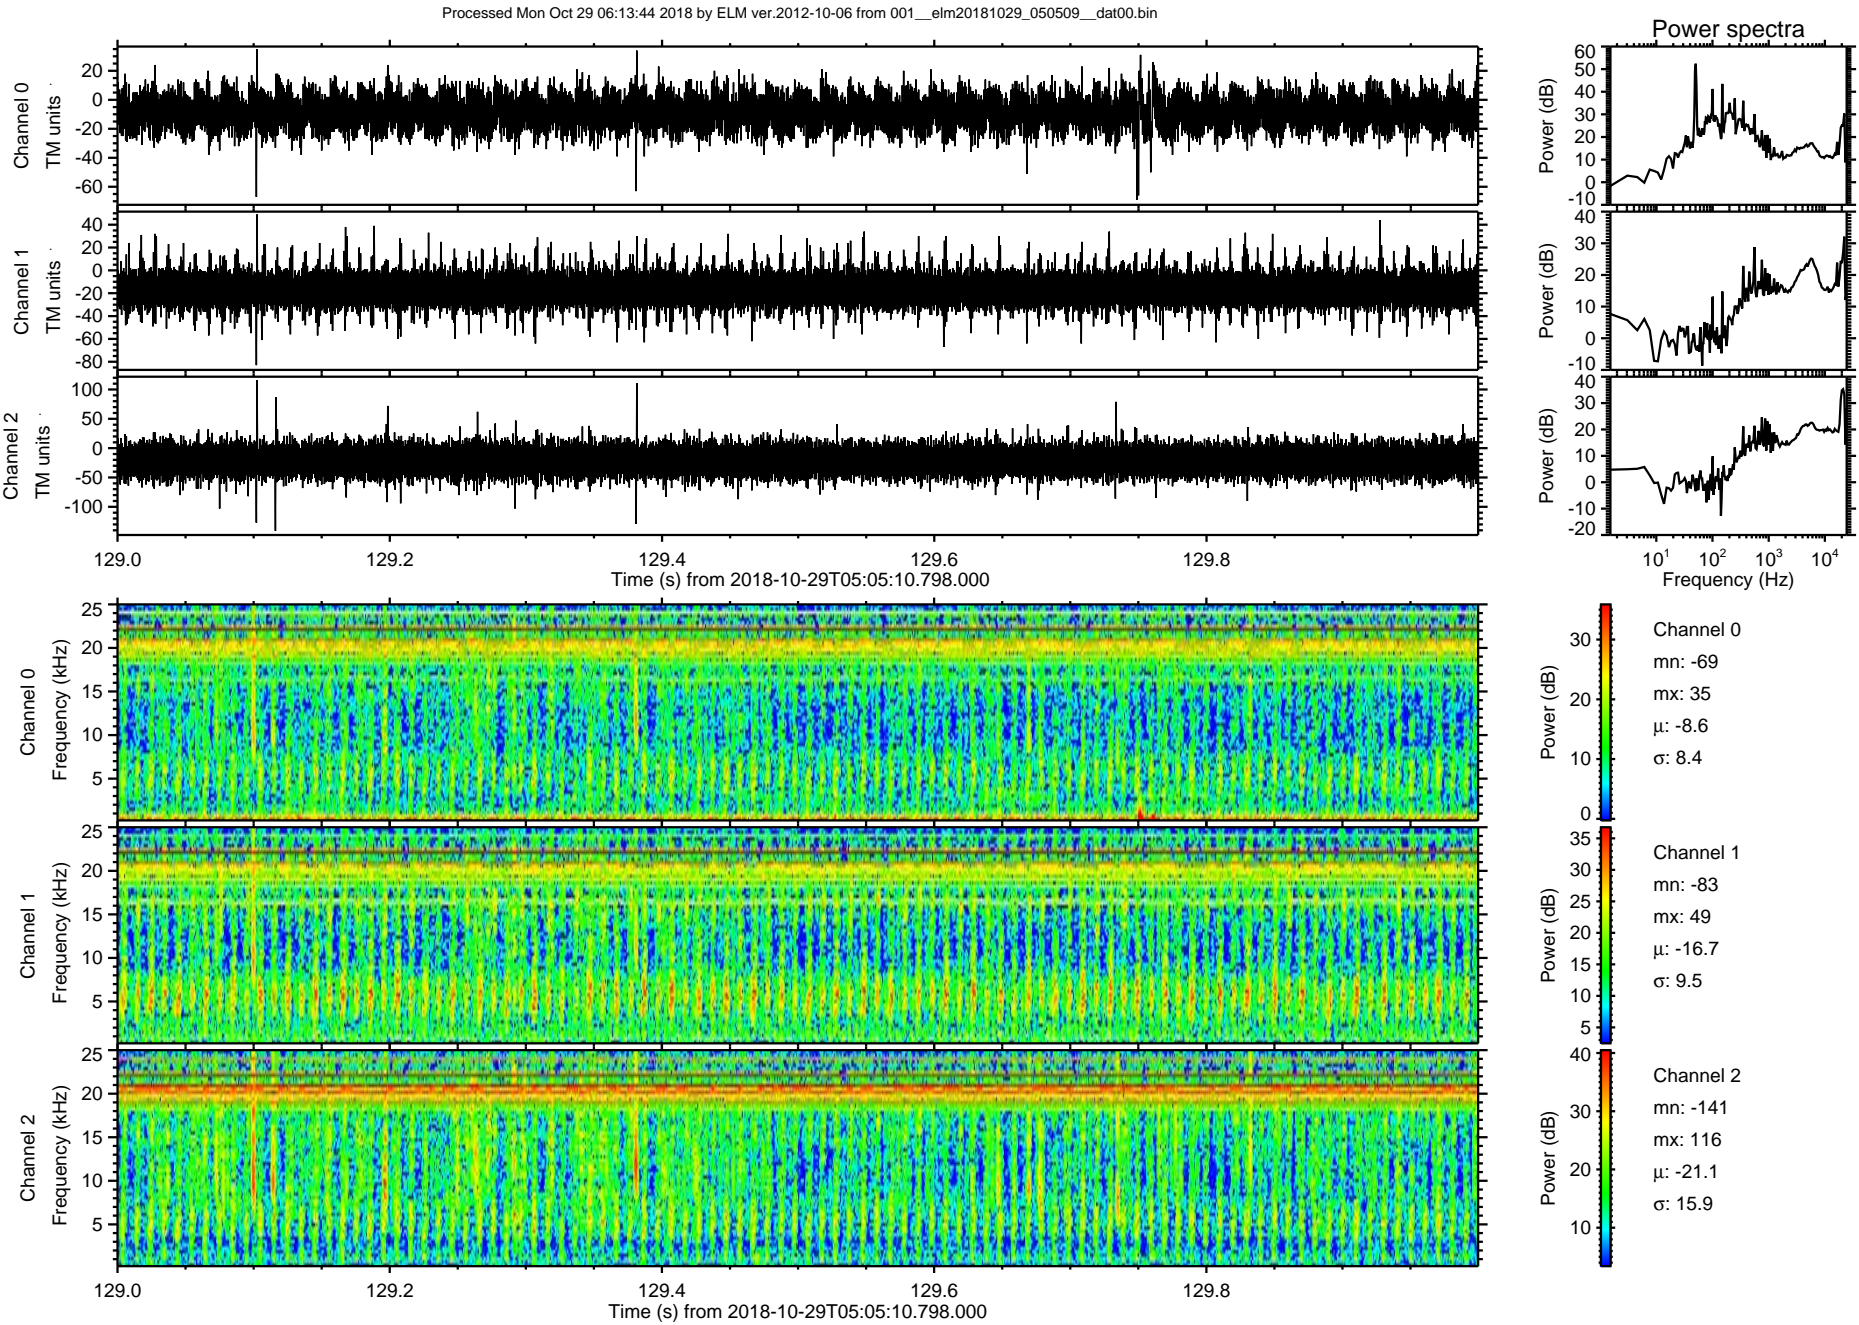 Processed Mon Oct 29 06:13:44 2018 by ELM ver.2012-10-06 from 001__elm20181029_050509__dat00.bin
Power spectra
Channel 0
TM units
20
0
-20
-40
-60
Power (dB)
60
50
40
30
20
10
0
-10
Channel 1
TM units
40
20
0
-20
-40
-60
-80
Power (dB)
40
30
20
10
0
-10
Channel 2
TM units
100
50
0
-50
-100
Power (dB)
40
30
20
10
0
-10
-20
129.0 129.2 129.4 129.6 129.8
Time (s) from 2018-10-29T05:05:10.798.000
10^1 10^2 10^3 10^4
Frequency (Hz)
Channel 0
Frequency (kHz)
25
20
15
10
5
Power (dB)
30
20
10
0
Channel 0
mn: -69
mx: 35
μ: -8.6
σ: 8.4
Channel 1
Frequency (kHz)
25
20
15
10
5
Power (dB)
35
30
25
20
15
10
5
Channel 1
mn: -83
mx: 49
μ: -16.7
σ: 9.5
Channel 2
Frequency (kHz)
25
20
15
10
5
Power (dB)
40
30
20
10
Channel 2
mn: -141
mx: 116
μ: -21.1
σ: 15.9
129.0 129.2 129.4 129.6 129.8
Time (s) from 2018-10-29T05:05:10.798.000